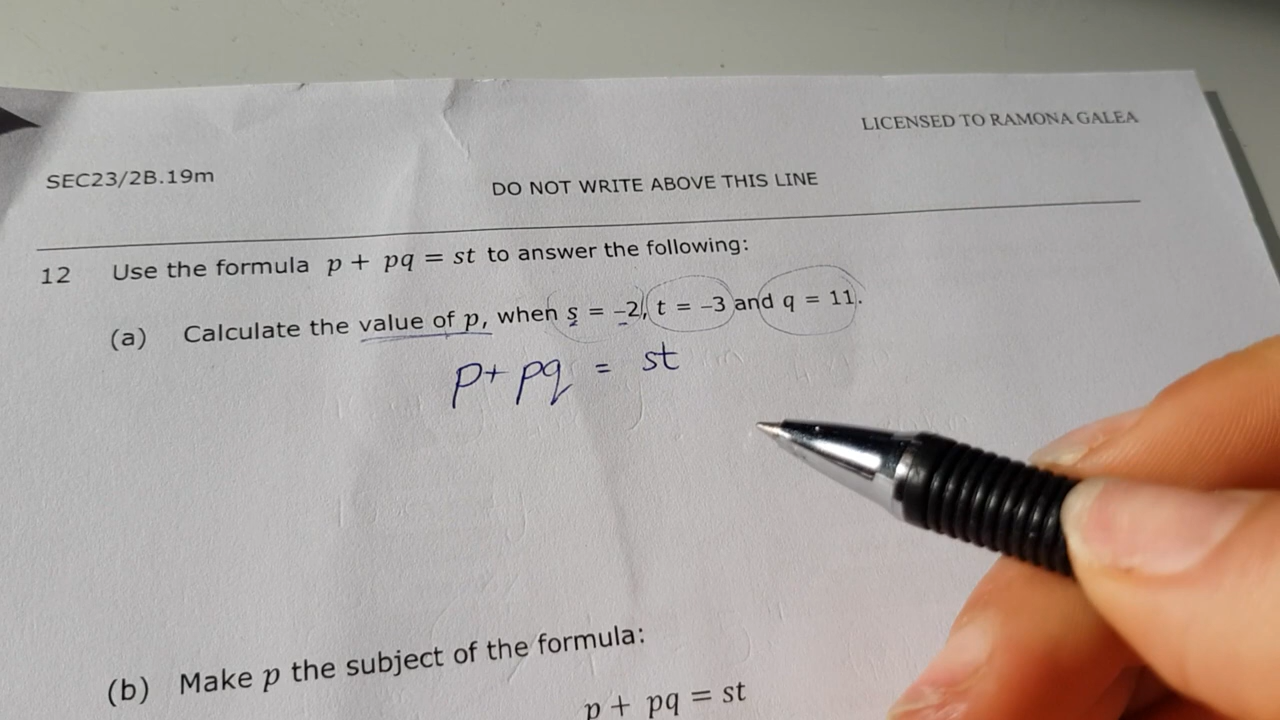 LICENSED TO RAMONA GALEA
SEC23/2B.19m
DO NOT WRITE ABOVE THIS LINE
12 Use the formula p + pq = st to answer the following:
(a) Calculate the value of p, when s = −2, t = −3 and q = 11.
p + pq = st
(b) Make p the subject of the formula:
p + pq = st